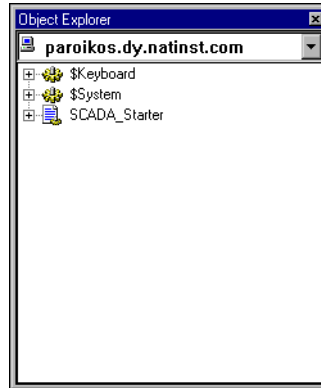 Object Explorer
paroikos.dy.natinst.com
$Keyboard
$System
SCADA_Starter